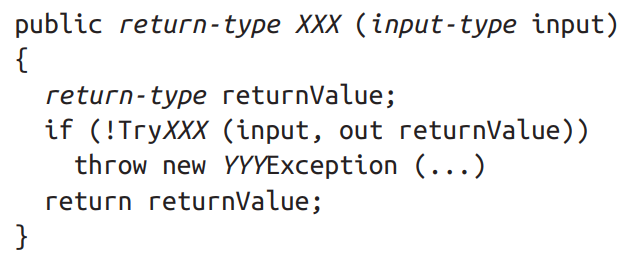 public return-type XXX (input-type input)
{
  return-type returnValue;
  if (!TryXXX (input, out returnValue))
    throw new YYYException (...)
  return returnValue;
}